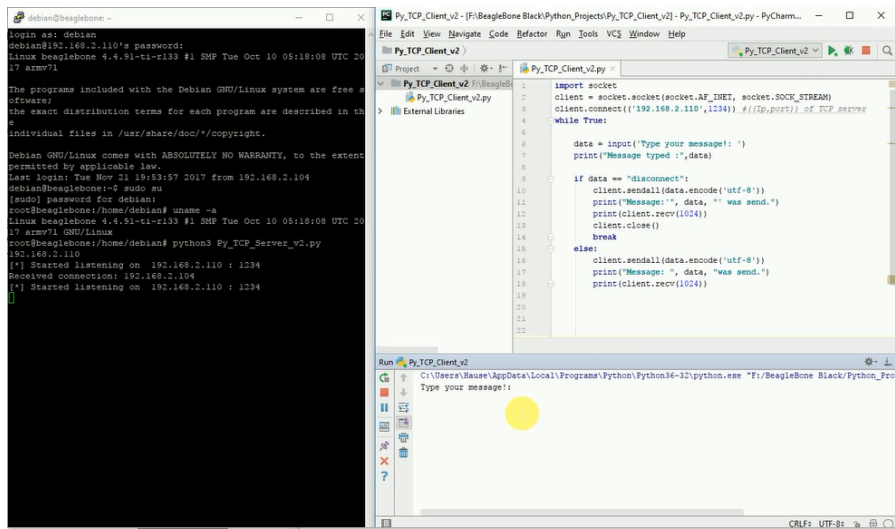 debian@beaglebone: ~
login as: debian
debian@192.168.2.110's password:
Linux beaglebone 4.4.91-ti-r133 #1 SMP Tue Oct 10 05:18:08 UTC 20
17 armv7l
The programs included with the Debian GNU/Linux system are free s
oftware;
the exact distribution terms for each program are described in th
e
individual files in /usr/share/doc/*/copyright.
Debian GNU/Linux comes with ABSOLUTELY NO WARRANTY, to the extent
permitted by applicable law.
Last login: Tue Nov 21 19:53:57 2017 from 192.168.2.104
debian@beaglebone:~$ sudo su
[sudo] password for debian:
root@beaglebone:/home/debian# uname -a
Linux beaglebone 4.4.91-ti-r133 #1 SMP Tue Oct 10 05:18:08 UTC 20
17 armv7l GNU/Linux
root@beaglebone:/home/debian# python3 Py_TCP_Server_v2.py
192.168.2.110
[*] Started listening on  192.168.2.110 : 1234
Received connection: 192.168.2.104
[*] Started listening on  192.168.2.110 : 1234
Py_TCP_Client_v2 - [F:\BeagleBone Black\Python_Projects\Py_TCP_Client_v2] - Py_TCP_Client_v2.py - PyCharm...
File Edit View Navigate Code Refactor Run Tools VCS Window Help
Py_TCP_Client_v2
Py_TCP_Client_v2
Project
Py_TCP_Client_v2.py
Py_TCP_Client_v2 F:\BeagleBo
Py_TCP_Client_v2.py
External Libraries
1 import socket
2 client = socket.socket(socket.AF_INET, socket.SOCK_STREAM)
3 client.connect(('192.168.2.110',1234)) #((Ip,port)) of TCP server
4 while True:
5
6 data = input('Type your message!: ')
7 print("Message typed :",data)
8
9 if data == "disconnect":
10 client.sendall(data.encode('utf-8'))
11 print("Message:'", data, "' was send.")
12 print(client.recv(1024))
13 client.close()
14 break
15 else:
16 client.sendall(data.encode('utf-8'))
17 print("Message: ", data, "was send.")
18 print(client.recv(1024))
19
20
21
22
Run Py_TCP_Client_v2
C:\Users\Hause\AppData\Local\Programs\Python\Python36-32\python.exe "F:/BeagleBone Black/Python_Pro
Type your message!:
CRLF÷ UTF-8÷